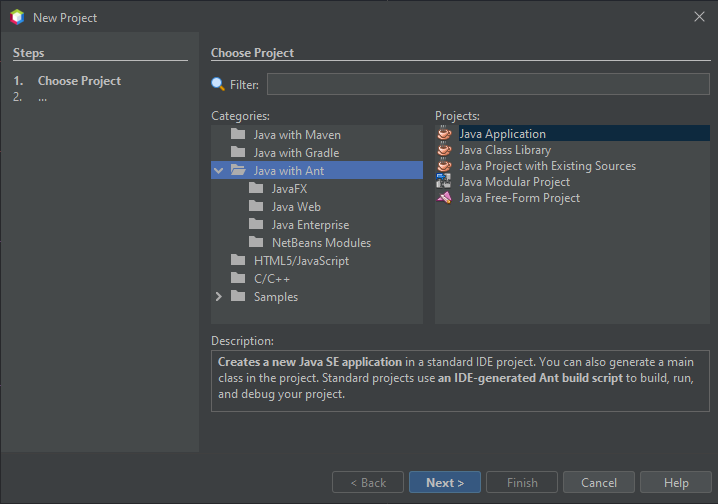 New Project
Steps
1. Choose Project
2. ...
Choose Project
Filter:
Categories:
Java with Maven
Java with Gradle
Java with Ant
JavaFX
Java Web
Java Enterprise
NetBeans Modules
HTML5/JavaScript
C/C++
Samples
Projects:
Java Application
Java Class Library
Java Project with Existing Sources
Java Modular Project
Java Free-Form Project
Description:
Creates a new Java SE application in a standard IDE project. You can also generate a main
class in the project. Standard projects use an IDE-generated Ant build script to build, run,
and debug your project.
< Back
Next >
Finish
Cancel
Help